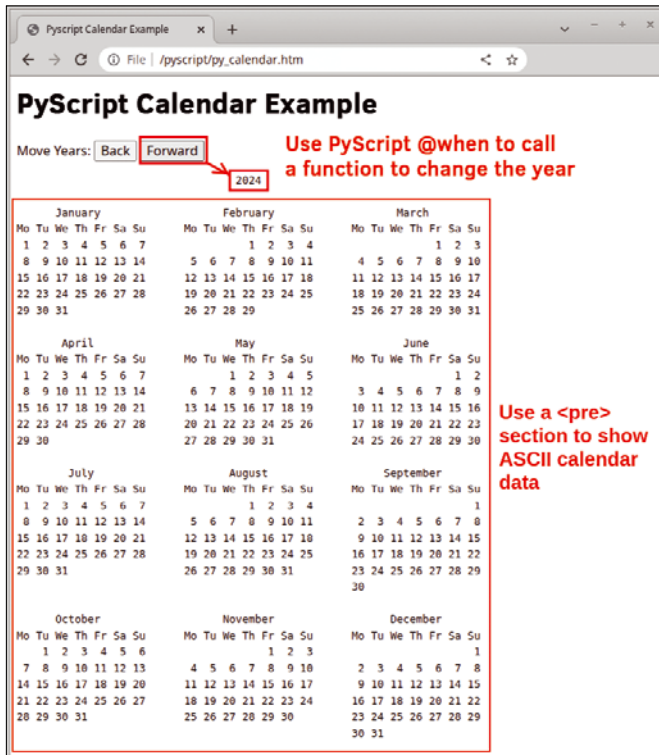 Pyscript Calendar Example
File | /pyscript/py_calendar.htm
PyScript Calendar Example
Move Years: Back Forward
Use PyScript @when to call
a function to change the year
2024
January February March
Mo Tu We Th Fr Sa Su Mo Tu We Th Fr Sa Su Mo Tu We Th Fr Sa Su
1 2 3 4 5 6 7 1 2 3 4 1 2 3
8 9 10 11 12 13 14 5 6 7 8 9 10 11 4 5 6 7 8 9 10
15 16 17 18 19 20 21 12 13 14 15 16 17 18 11 12 13 14 15 16 17
22 23 24 25 26 27 28 19 20 21 22 23 24 25 18 19 20 21 22 23 24
29 30 31 26 27 28 29 25 26 27 28 29 30 31
April May June
Mo Tu We Th Fr Sa Su Mo Tu We Th Fr Sa Su Mo Tu We Th Fr Sa Su
1 2 3 4 5 6 7 1 2 3 4 5 1 2
8 9 10 11 12 13 14 6 7 8 9 10 11 12 3 4 5 6 7 8 9
15 16 17 18 19 20 21 13 14 15 16 17 18 19 10 11 12 13 14 15 16
22 23 24 25 26 27 28 20 21 22 23 24 25 26 17 18 19 20 21 22 23
29 30 27 28 29 30 31 24 25 26 27 28 29 30
Use a <pre>
section to show
ASCII calendar
data
July August September
Mo Tu We Th Fr Sa Su Mo Tu We Th Fr Sa Su Mo Tu We Th Fr Sa Su
1 2 3 4 5 6 7 1 2 3 4 1
8 9 10 11 12 13 14 5 6 7 8 9 10 11 2 3 4 5 6 7 8
15 16 17 18 19 20 21 12 13 14 15 16 17 18 9 10 11 12 13 14 15
22 23 24 25 26 27 28 19 20 21 22 23 24 25 16 17 18 19 20 21 22
29 30 31 26 27 28 29 30 31 23 24 25 26 27 28 29
30
October November December
Mo Tu We Th Fr Sa Su Mo Tu We Th Fr Sa Su Mo Tu We Th Fr Sa Su
1 2 3 4 5 6 1 2 3 1
7 8 9 10 11 12 13 4 5 6 7 8 9 10 2 3 4 5 6 7 8
14 15 16 17 18 19 20 11 12 13 14 15 16 17 9 10 11 12 13 14 15
21 22 23 24 25 26 27 18 19 20 21 22 23 24 16 17 18 19 20 21 22
28 29 30 31 25 26 27 28 29 30 23 24 25 26 27 28 29
30 31